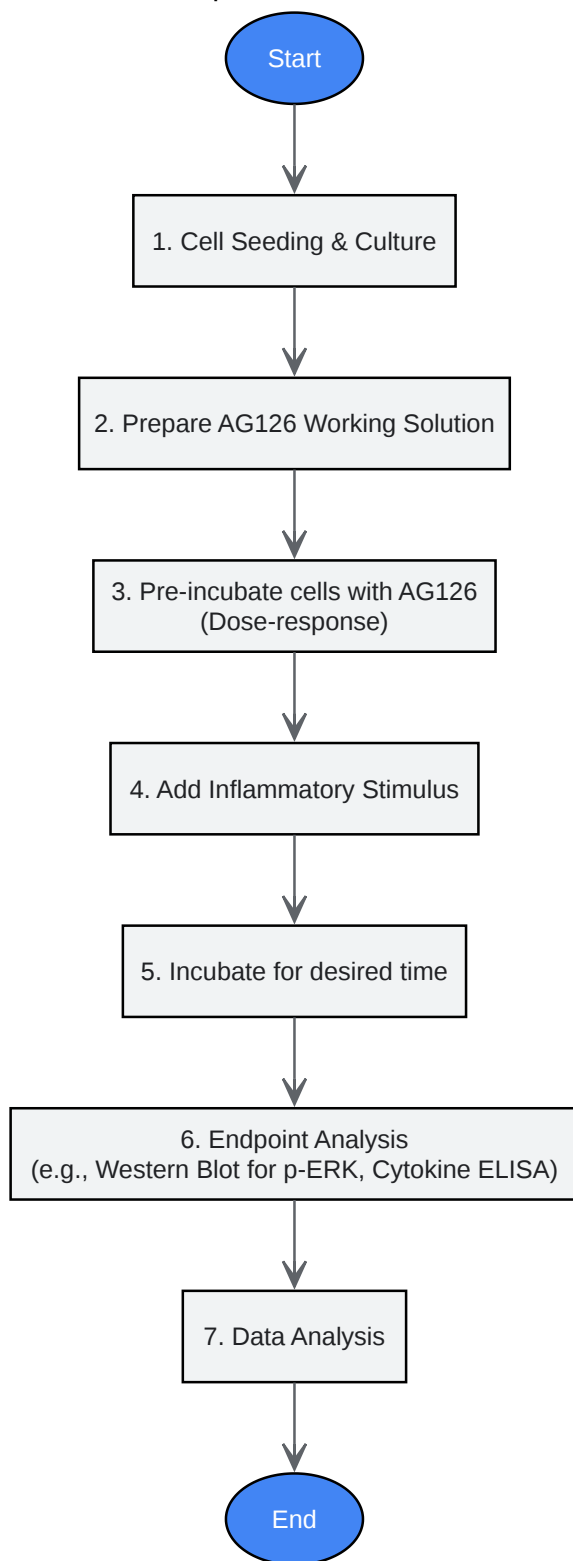 Start
1. Cell Seeding & Culture
2. Prepare AG126 Working Solution
3. Pre-incubate cells with AG126
(Dose-response)
4. Add Inflammatory Stimulus
5. Incubate for desired time
6. Endpoint Analysis
(e.g., Western Blot for p-ERK, Cytokine ELISA)
7. Data Analysis
End